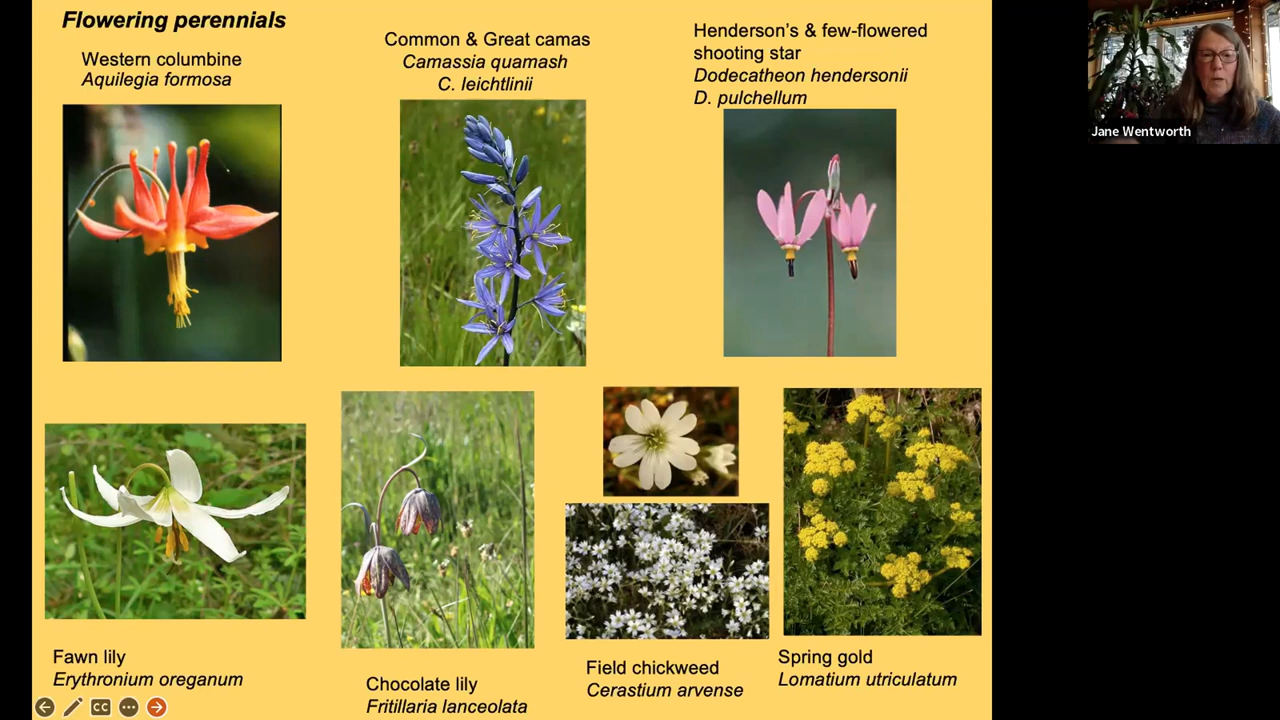 Flowering perennials
Western columbine
Aquilegia formosa
Common & Great camas
Camassia quamash
C. leichtlinii
Henderson's & few-flowered
shooting star
Dodecatheon hendersonii
D. pulchellum
Jane Wentworth
Fawn lily
Erythronium oreganum
Chocolate lily
Fritillaria lanceolata
Field chickweed
Cerastium arvense
Spring gold
Lomatium utriculatum
CC